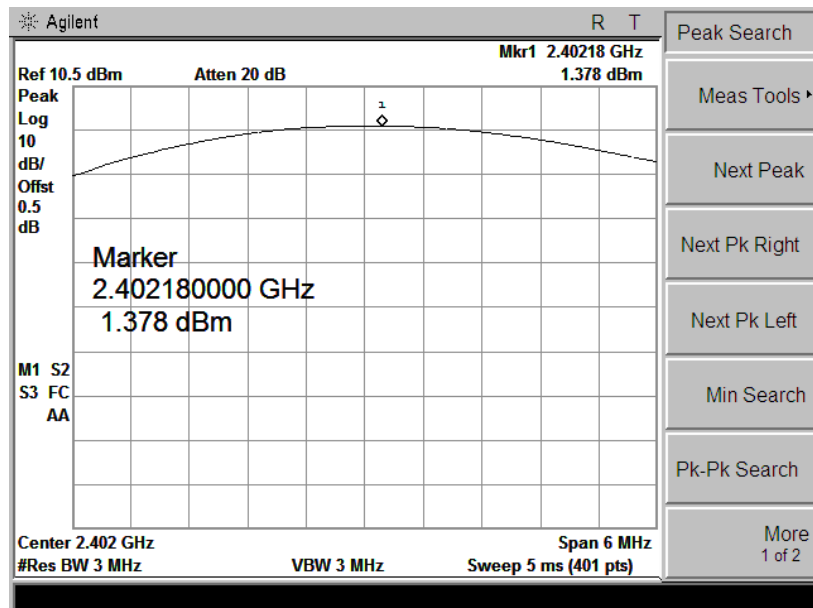 Agilent R T
Mkr1 2.40218 GHz
Ref 10.5 dBm Atten 20 dB 1.378 dBm
Peak
Log
10
dB/
Offst
0.5
dB
1
Marker
2.402180000 GHz
1.378 dBm
M1 S2
S3 FC
AA
Center 2.402 GHz Span 6 MHz
#Res BW 3 MHz VBW 3 MHz Sweep 5 ms (401 pts)
Peak Search
Meas Tools
Next Peak
Next Pk Right
Next Pk Left
Min Search
Pk-Pk Search
More
1 of 2